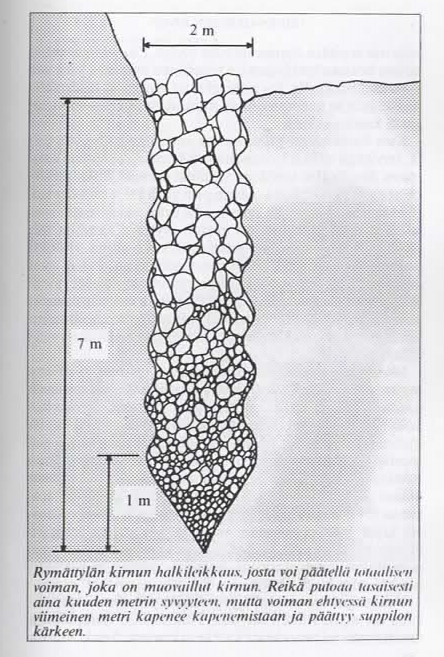 2 m
7 m
1 m
Rymättylän kirnun halkileikkaus, josta voi päätellä totaalisen
voiman, joka on muovaillut kirnun. Reikä putoaa tasaisesti
aina kuuden metrin syvyyteen, mutta voiman ehtyessä kirnun
viimeinen metri kapenee kapenemistaan ja päättyy suppilon
kärkeen.